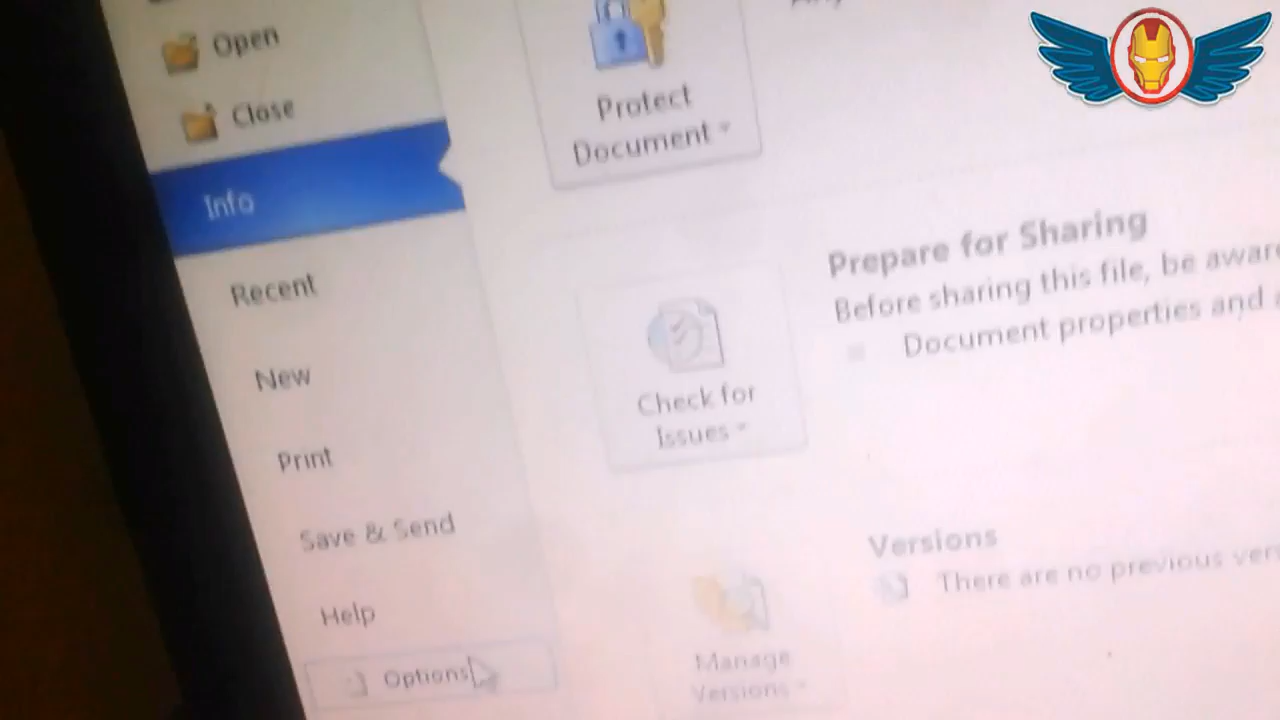 Open
Close
Info
Recent
New
Print
Save & Send
Help
Options
Protect
Document
Prepare for Sharing
Before sharing this file, be aware
Document properties and
Check for
Issues
Versions
There are no previous ver
Manage
Versions